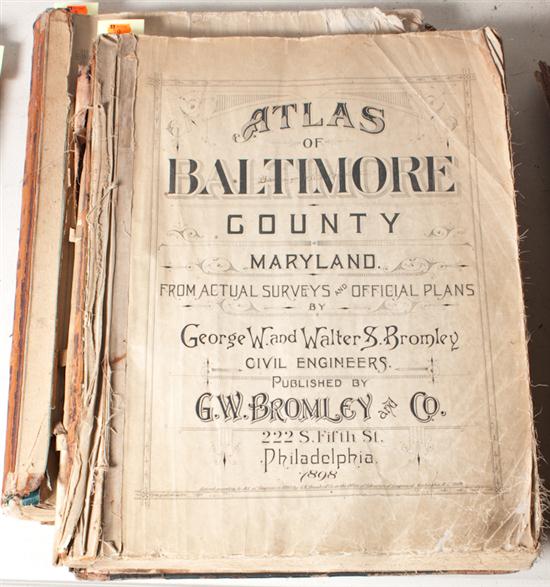 ATLAS
OF
BALTIMORE
COUNTY
MARYLAND.
FROM ACTUAL SURVEYS AND OFFICIAL PLANS
BY
George W. and Walter S. Bromley
CIVIL ENGINEERS.
PUBLISHED BY
G.W. BROMLEY AND CO.
222 S. Fifth St.
Philadelphia.
1898